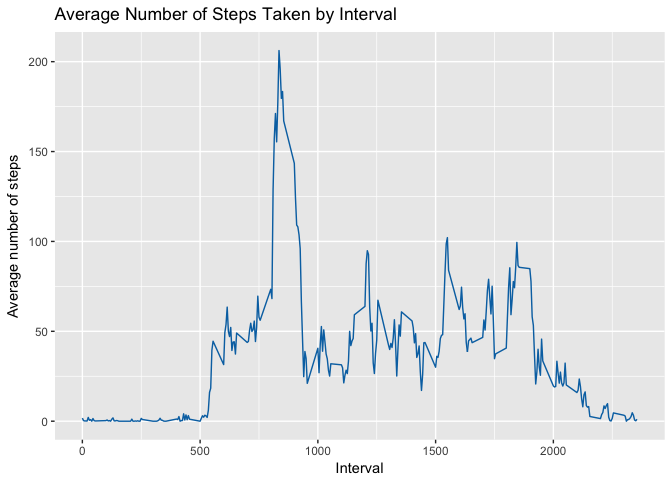 Average Number of Steps Taken by Interval
200
150
100
50
0
Average number of steps
0 500 1000 1500 2000
Interval